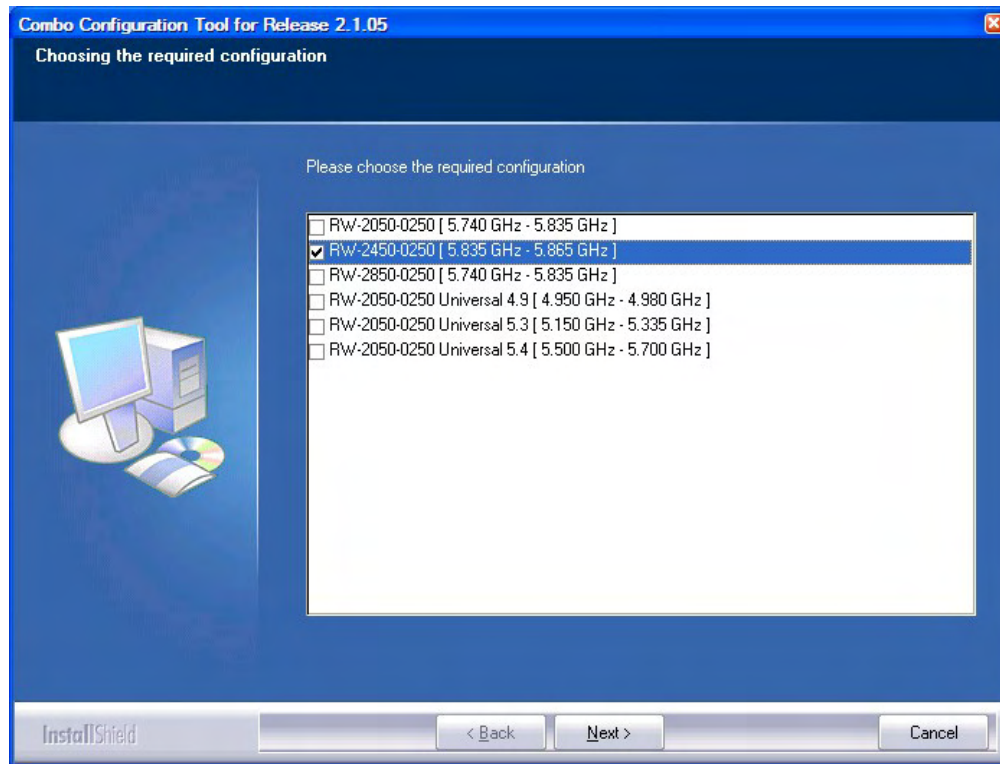 Combo Configuration Tool for Release 2.1.05
Choosing the required configuration
Please choose the required configuration
RW-2050-0250 [ 5.740 GHz - 5.835 GHz ]
RW-2450-0250 [ 5.835 GHz - 5.865 GHz ]
RW-2850-0250 [ 5.740 GHz - 5.835 GHz ]
RW-2050-0250 Universal 4.9 [ 4.950 GHz - 4.980 GHz ]
RW-2050-0250 Universal 5.3 [ 5.150 GHz - 5.335 GHz ]
RW-2050-0250 Universal 5.4 [ 5.500 GHz - 5.700 GHz ]
InstallShield
< Back
Next >
Cancel